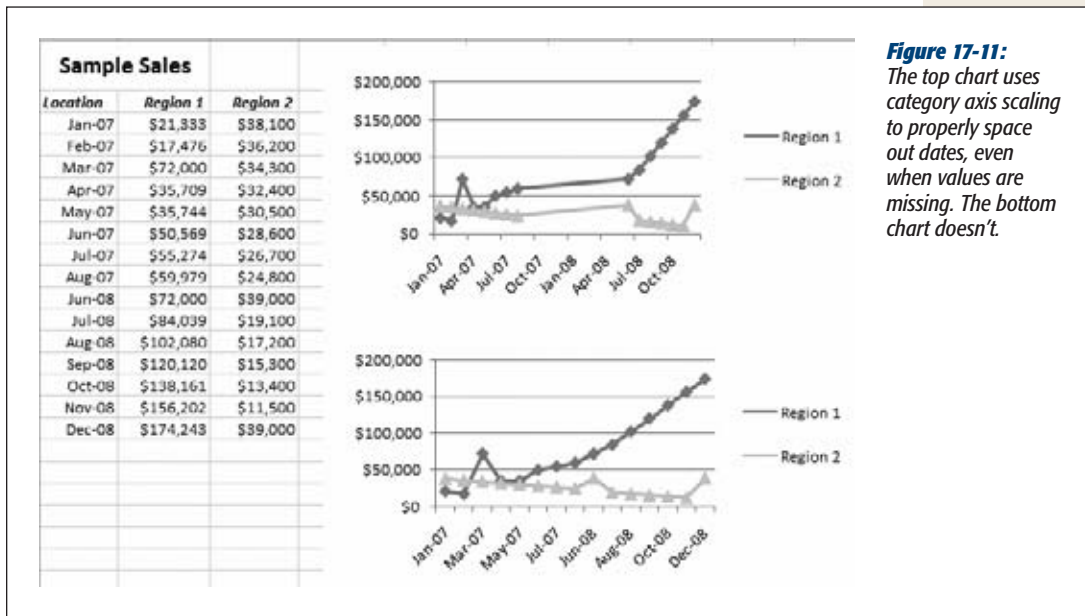 Sample Sales
Location Region 1 Region 2
Jan-07 $21,333 $38,100
Feb-07 $17,476 $36,200
Mar-07 $72,000 $34,300
Apr-07 $35,709 $32,400
May-07 $35,744 $30,500
Jun-07 $50,569 $28,600
Jul-07 $55,274 $26,700
Aug-07 $59,979 $24,800
Jun-08 $72,000 $39,000
Jul-08 $84,039 $19,100
Aug-08 $102,080 $17,200
Sep-08 $120,120 $15,300
Oct-08 $138,161 $13,400
Nov-08 $156,202 $11,500
Dec-08 $174,243 $39,000
$200,000
$150,000
$100,000
$50,000
$0
Jan-07 Apr-07 Jul-07 Oct-07 Jan-08 Apr-08 Jul-08 Oct-08
Region 1
Region 2
$200,000
$150,000
$100,000
$50,000
$0
Jan-07 Mar-07 May-07 Jul-07 Jun-08 Aug-08 Oct-08 Dec-08
Region 1
Region 2
Figure 17-11:
The top chart uses
category axis scaling
to properly space
out dates, even
when values are
missing. The bottom
chart doesn't.